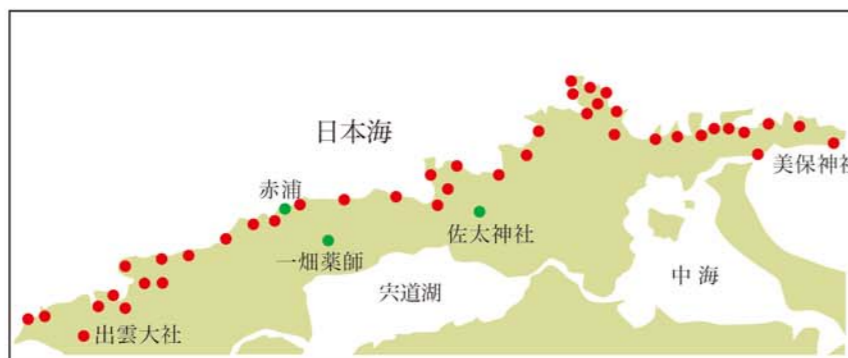 日本海
美保神社
赤浦
佐太神社
一畑薬師
中海
宍道湖
出雲大社